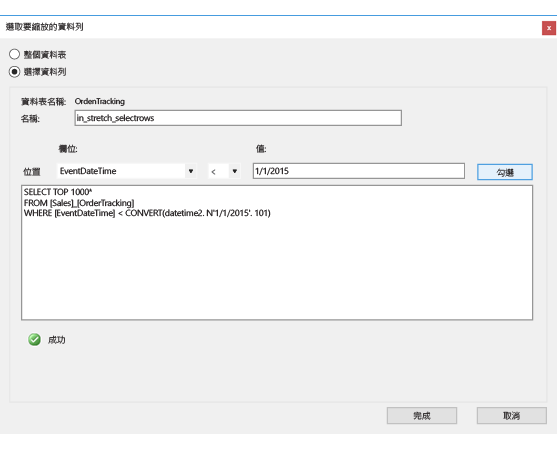 選取要縮放的資料列
x
整個資料表
選擇資料列
資料表名稱: OrdenTracking
名稱: in_stretch_selectrows
欄位: 值:
位置 EventDateTime < 1/1/2015 勾選
SELECT TOP 1000*
FROM [Sales]_[OrderTracking]
WHERE [EventDateTime] < CONVERT(datetime2. N'1/1/2015'. 101)
成功
完成 取消